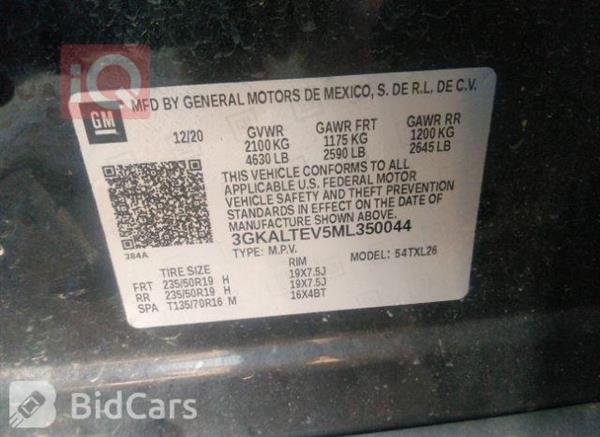 iQ
GM
MFD BY GENERAL MOTORS DE MEXICO, S. DE R.L. DE C.V.
12/20 GVWR GAWR FRT GAWR RR
2100 KG 1175 KG 1200 KG
4630 LB 2590 LB 2645 LB
THIS VEHICLE CONFORMS TO ALL
APPLICABLE U.S. FEDERAL MOTOR
VEHICLE SAFETY AND THEFT PREVENTION
STANDARDS IN EFFECT ON THE DATE OF
MANUFACTURE SHOWN ABOVE.
3GKALTEV5ML350044
384A
TYPE: M.P.V. MODEL: 54TXL26
TIRE SIZE RIM
FRT 235/50R19 H 19X7.5J
RR 235/50R19 H 19X7.5J
SPA T135/70R16 M 16X4BT
BidCars